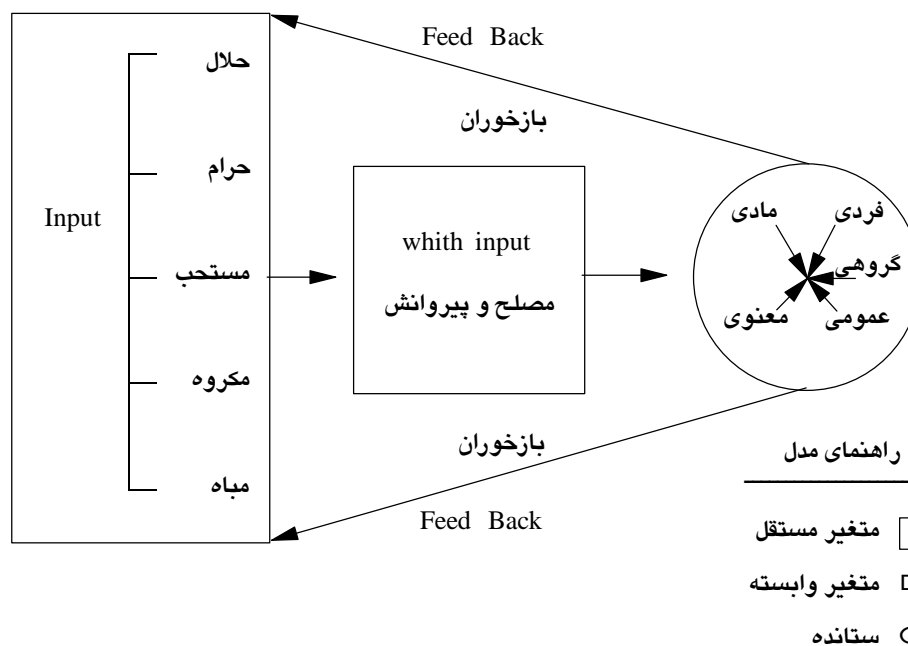 Feed Back
بازخوران
Input
حلال
حرام
مستحب
مکروه
مباه
whith input
مصلح و پیروانش
مادی
فردی
گروهی
معنوی
عمومی
بازخوران
Feed Back
راهنمای مدل
متغیر مستقل
متغیر وابسته
ستانده